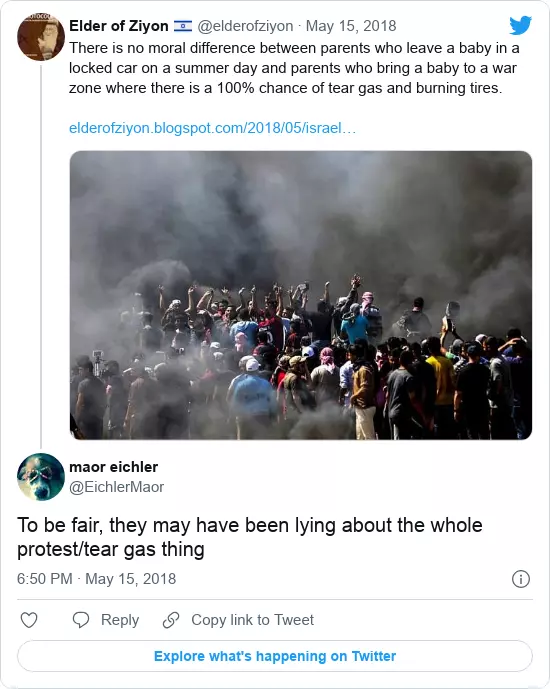 Elder of Ziyon 🇮🇱 @elderofziyon · May 15, 2018
There is no moral difference between parents who leave a baby in a
locked car on a summer day and parents who bring a baby to a war
zone where there is a 100% chance of tear gas and burning tires.
elderofziyon.blogspot.com/2018/05/israel…
maor eichler
@EichlerMaor
To be fair, they may have been lying about the whole
protest/tear gas thing
6:50 PM · May 15, 2018
Reply
Copy link to Tweet
Explore what's happening on Twitter